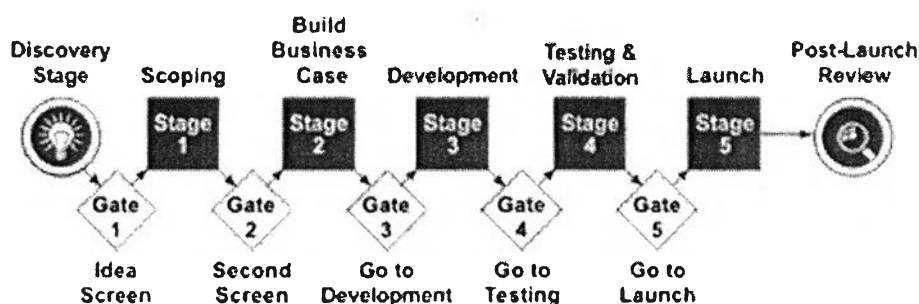 Discovery
Stage
Scoping
Build
Business
Case
Development
Testing &
Validation
Launch
Post-Launch
Review
Stage
1
Stage
2
Stage
3
Stage
4
Stage
5
Gate
1
Gate
2
Gate
3
Gate
4
Gate
5
Idea
Screen
Second
Screen
Go to
Development
Go to
Testing
Go to
Launch